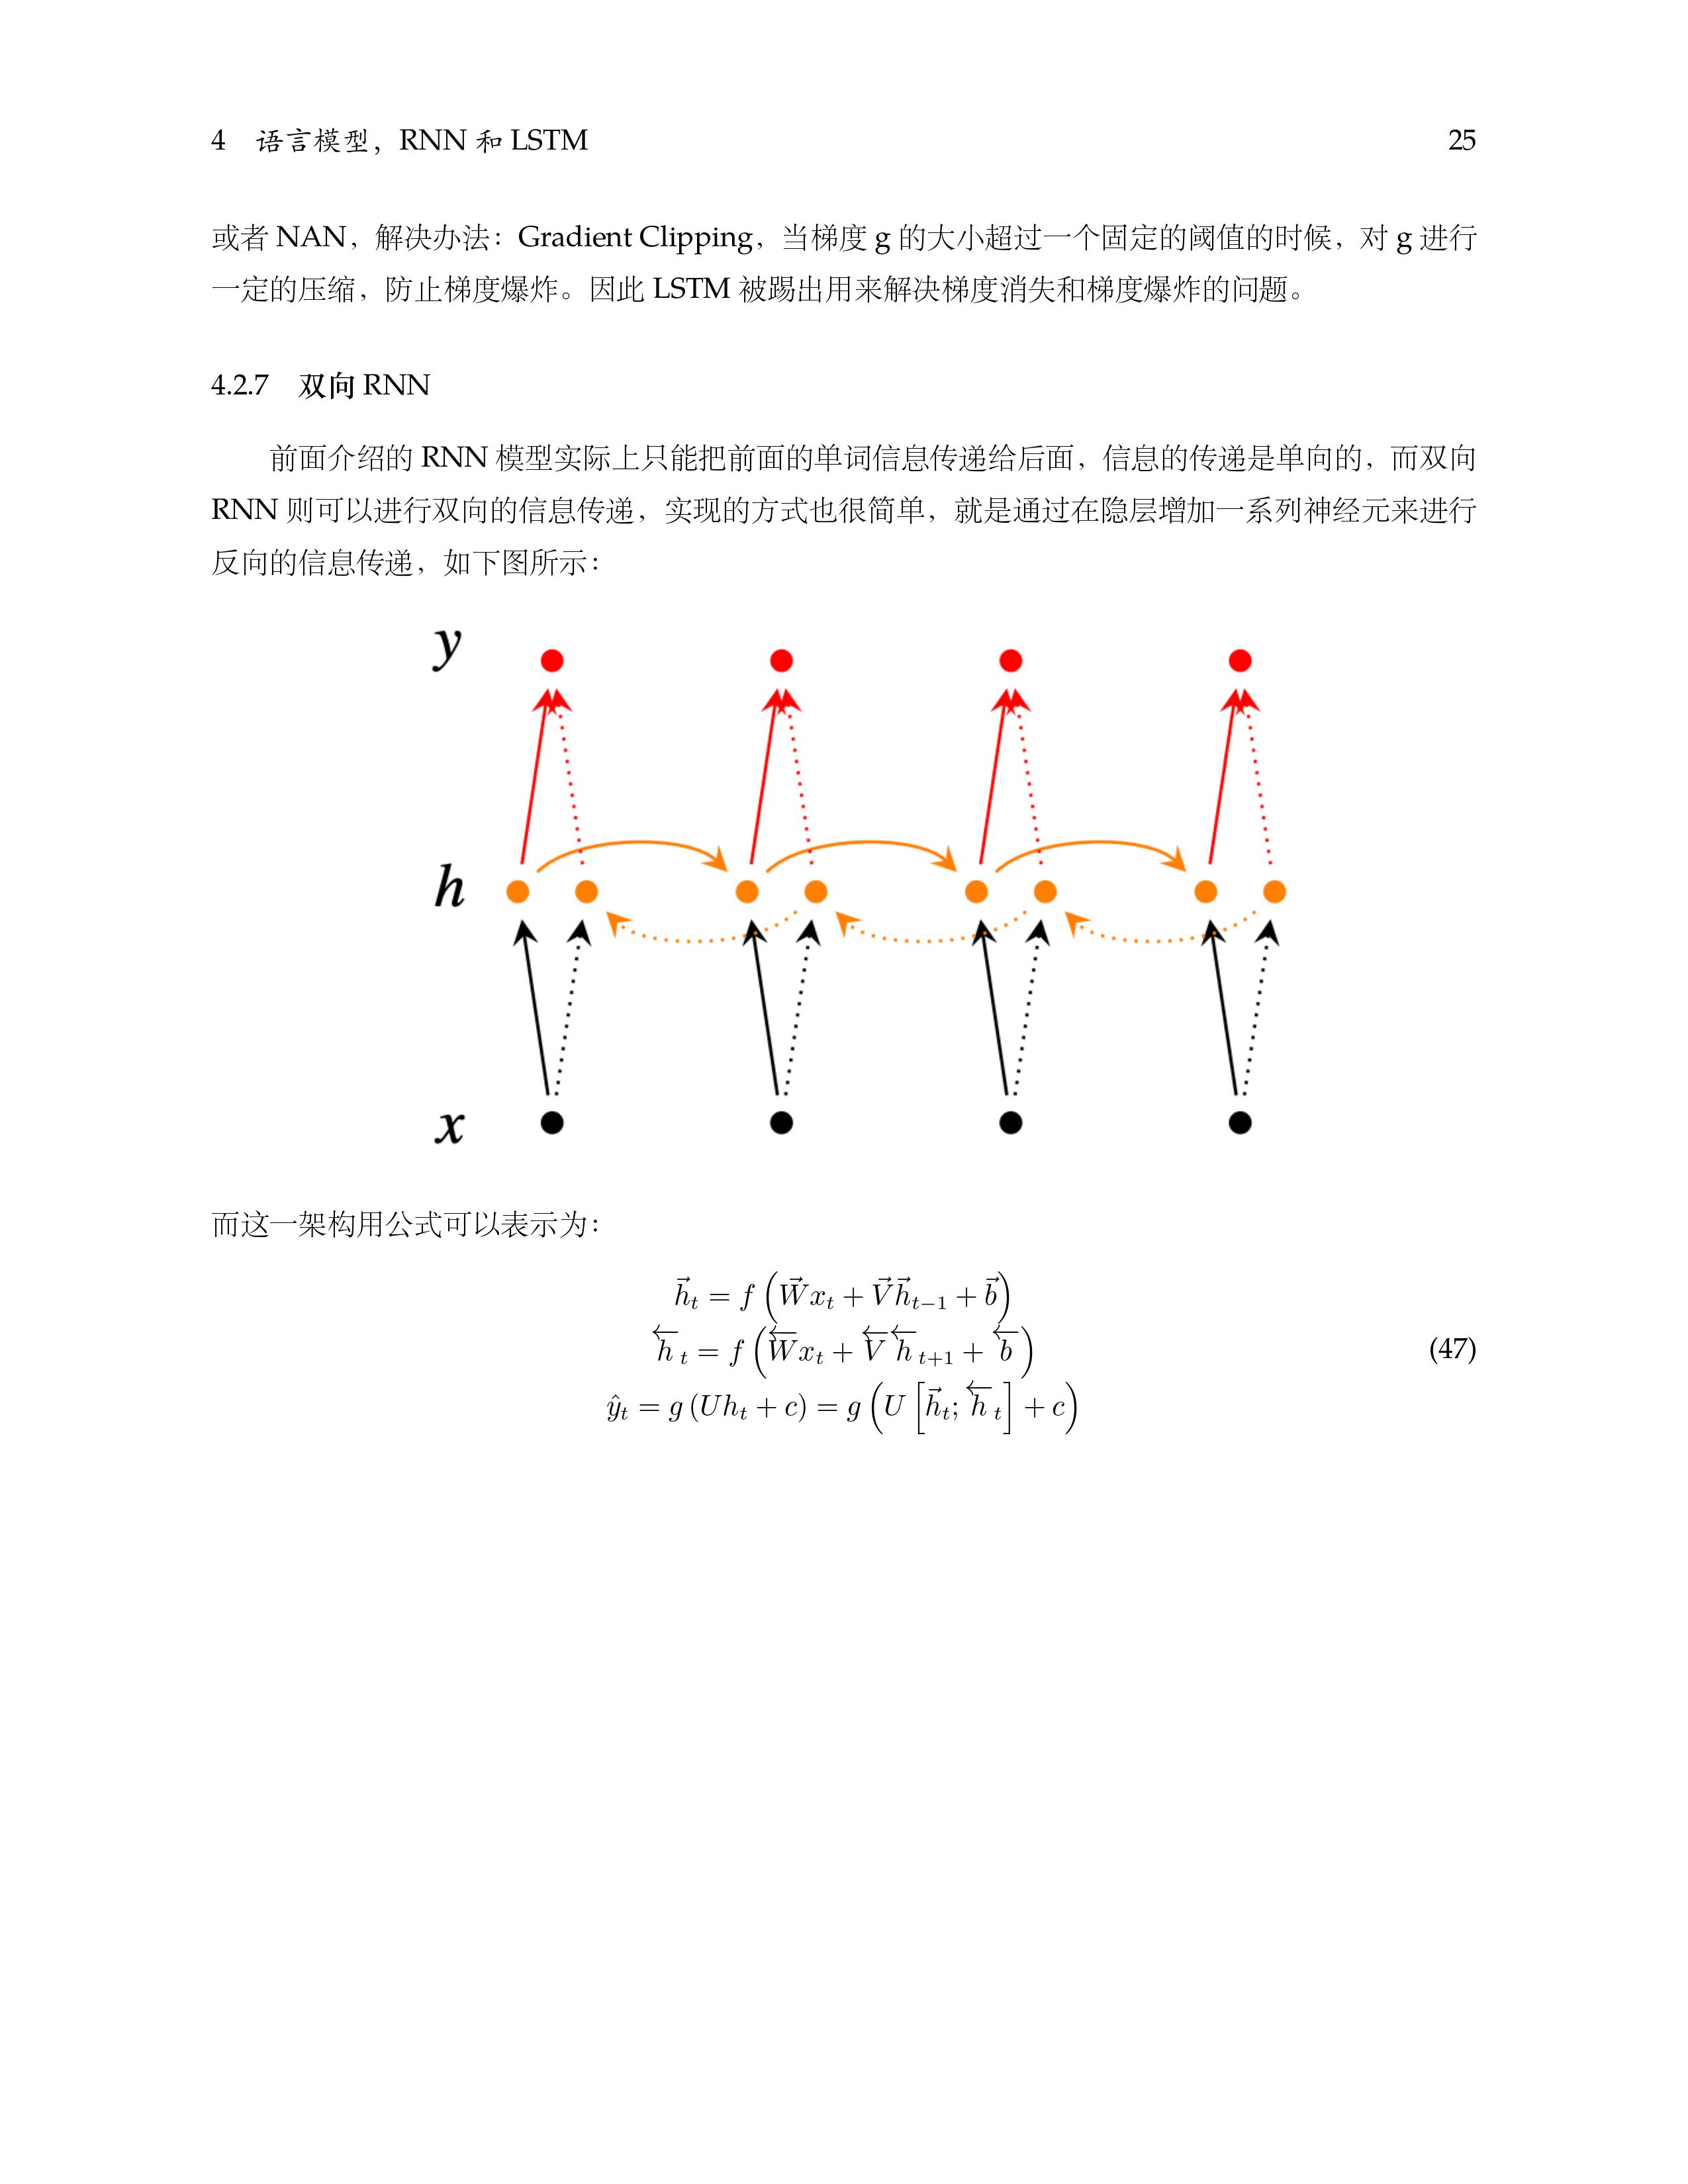 4 语言模型，RNN 和 LSTM 25
或者 NAN，解决办法：Gradient Clipping，当梯度 g 的大小超过一个固定的阈值的时候，对 g 进行
一定的压缩，防止梯度爆炸。因此 LSTM 被踢出用来解决梯度消失和梯度爆炸的问题。
4.2.7 双向 RNN
前面介绍的 RNN 模型实际上只能把前面的单词信息传递给后面，信息的传递是单向的，而双向
RNN 则可以进行双向的信息传递，实现的方式也很简单，就是通过在隐层增加一系列神经元来进行
反向的信息传递，如下图所示：
y
h
x
而这一架构用公式可以表示为：
$\vec{h}_t = f\left(\vec{W}x_t + \vec{V}\vec{h}_{t-1} + \vec{b}\right)$
$\overleftarrow{h}_t = f\left(\overleftarrow{W}x_t + \overleftarrow{V}\overleftarrow{h}_{t+1} + \overleftarrow{b}\right)$ (47)
$\hat{y}_t = g\left(Uh_t + c\right) = g\left(U\left[\vec{h}_t; \overleftarrow{h}_t\right] + c\right)$